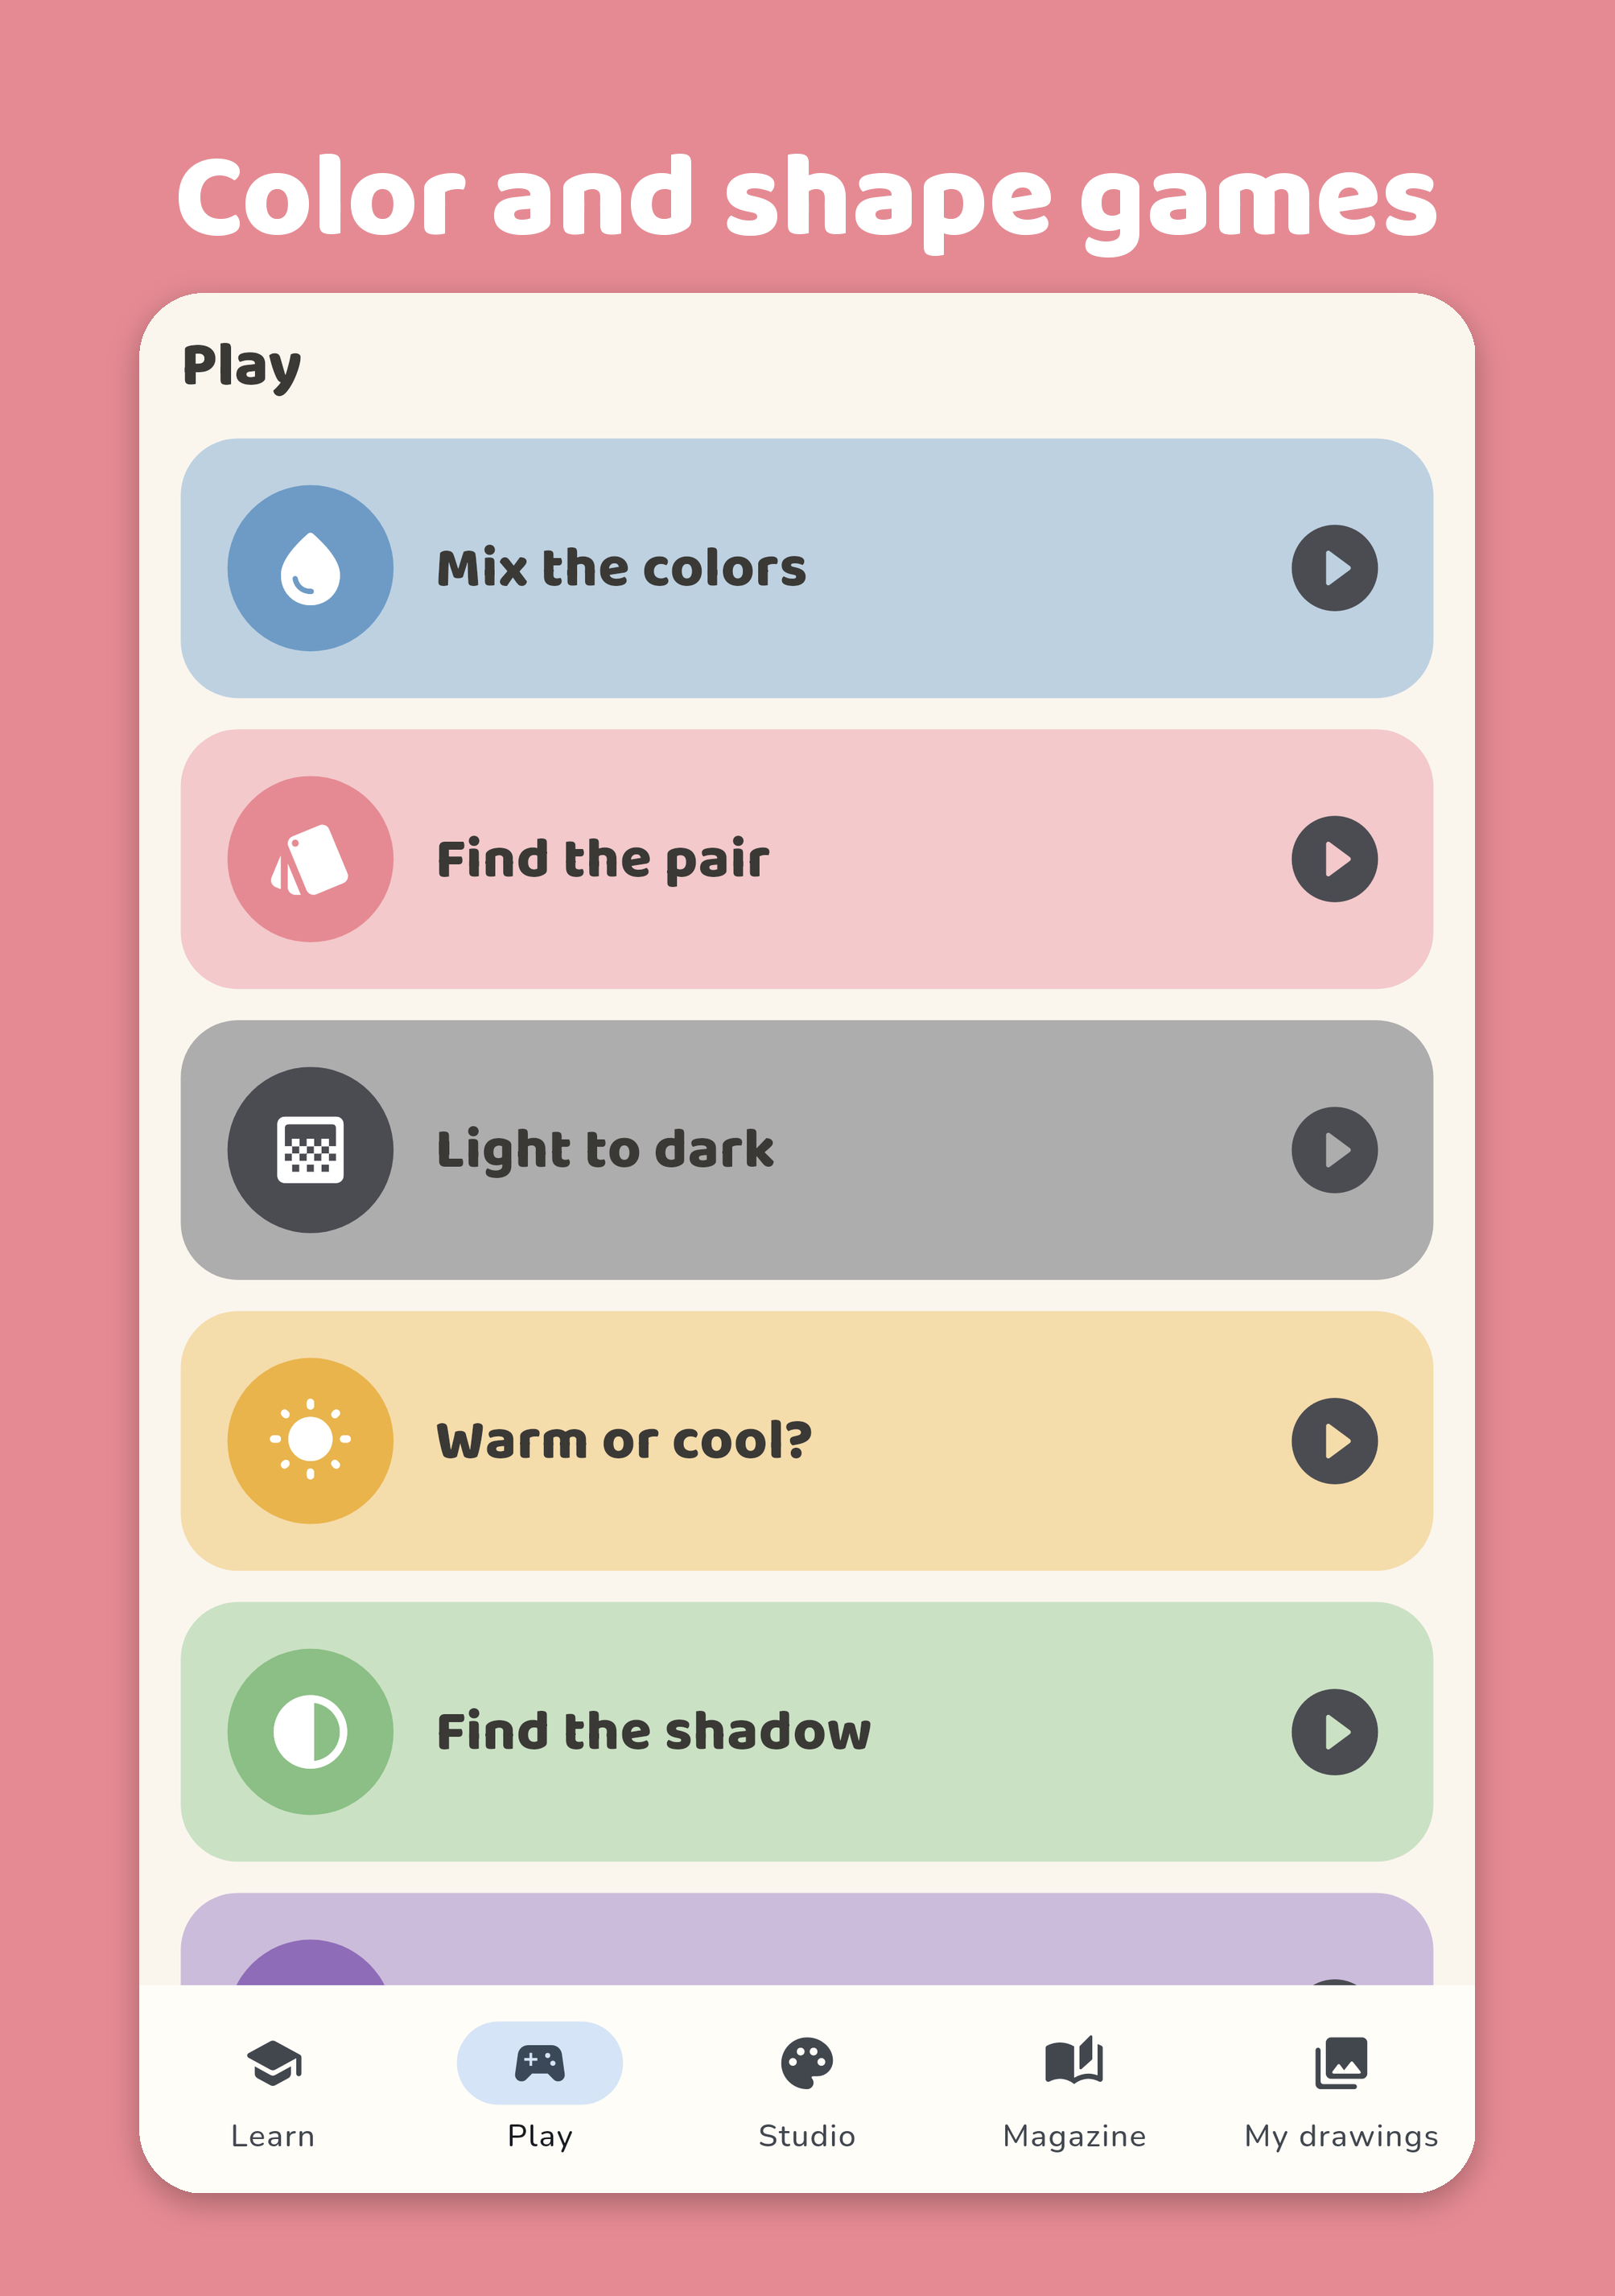 Color and shape games
Play
Mix the colors
Find the pair
Light to dark
Warm or cool?
Find the shadow
Learn
Play
Studio
Magazine
My drawings